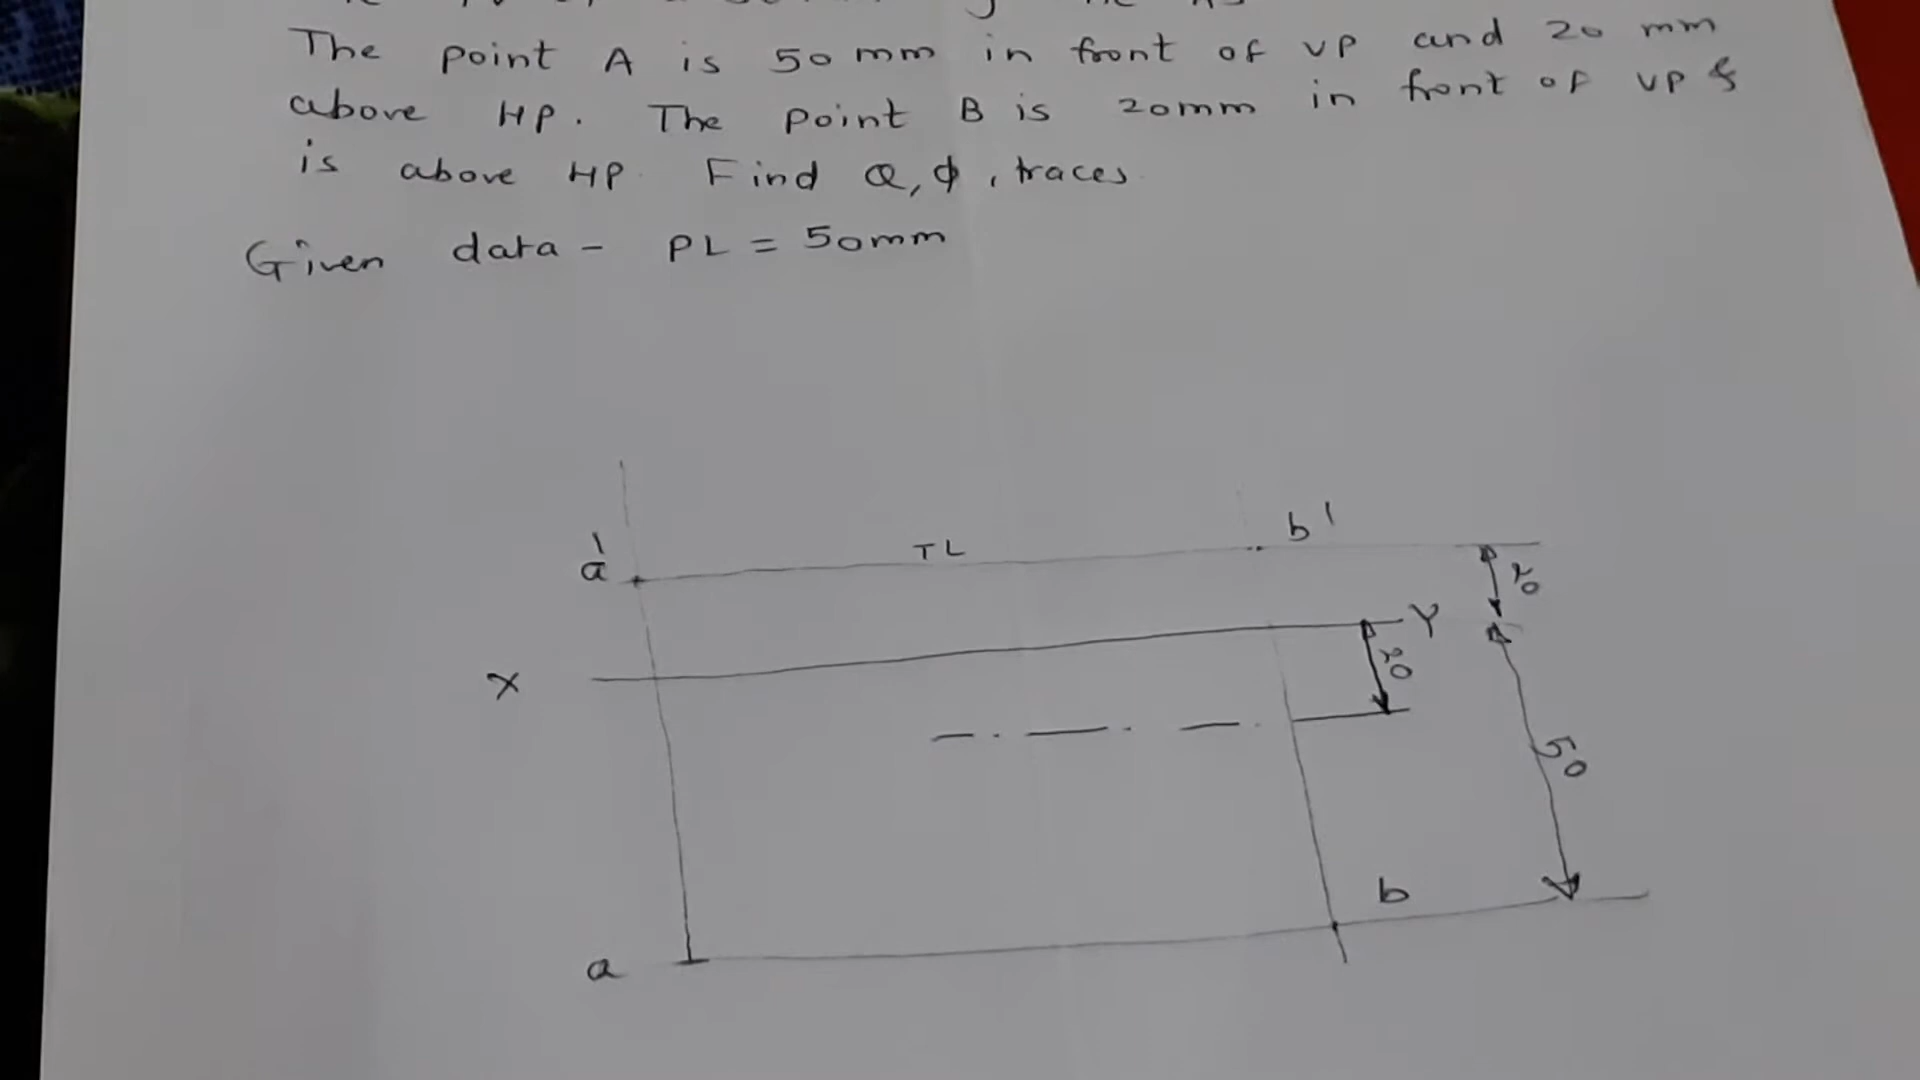 The point A is 50 mm in front of VP and 20 mm
above HP. The point B is 20mm in front of VP &
is above HP. Find Q, ϕ, traces
Given data - PL = 50mm
a'
TL
b'
20
X
Y
20
50
b
a